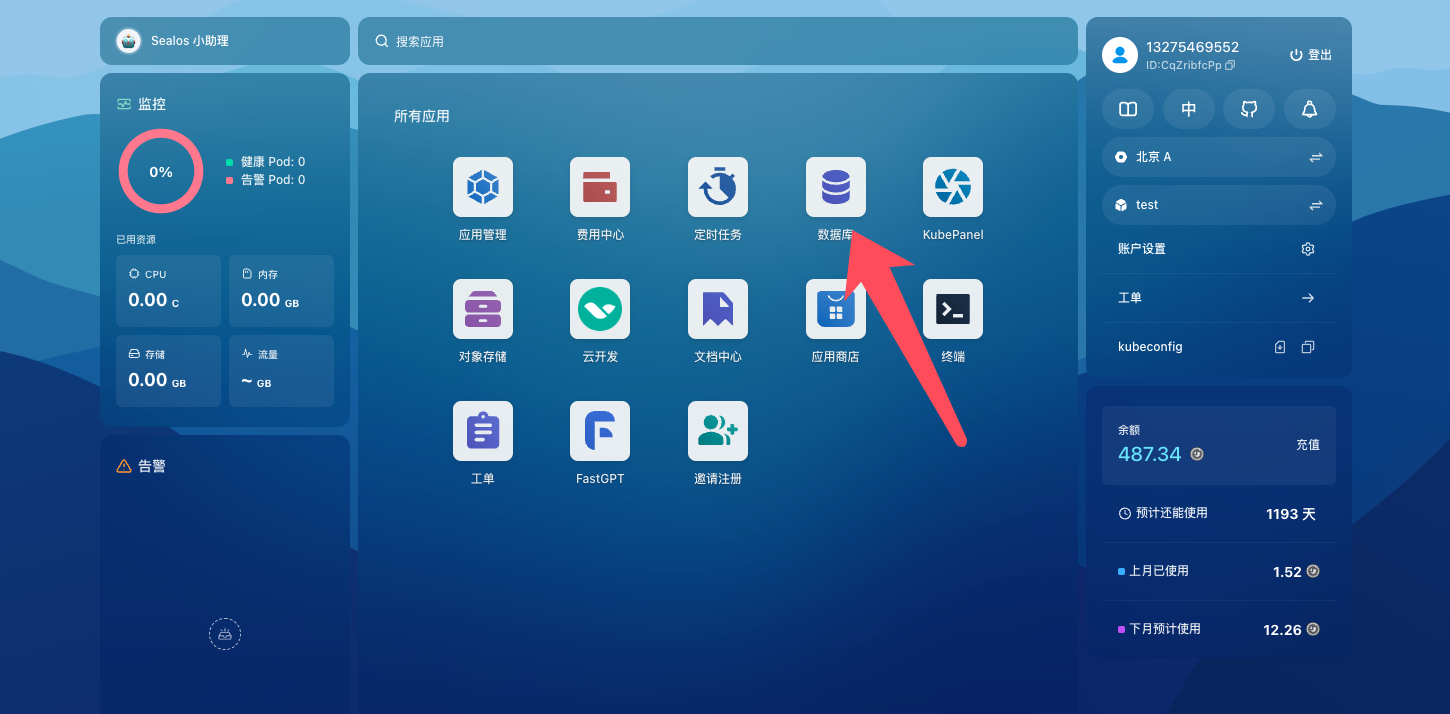 Sealos 小助理
搜索应用
13275469552
ID:CqZribfcPp
登出
监控
0%
健康 Pod: 0
告警 Pod: 0
已用资源
CPU
0.00 C
内存
0.00 GB
存储
0.00 GB
流量
~ GB
告警
所有应用
应用管理
费用中心
定时任务
数据库
KubePanel
对象存储
云开发
文档中心
应用商店
终端
工单
FastGPT
邀请注册
中
北京 A
test
账户设置
工单
kubeconfig
余额
487.34
充值
预计还能使用
1193 天
上月已使用
1.52
下月预计使用
12.26